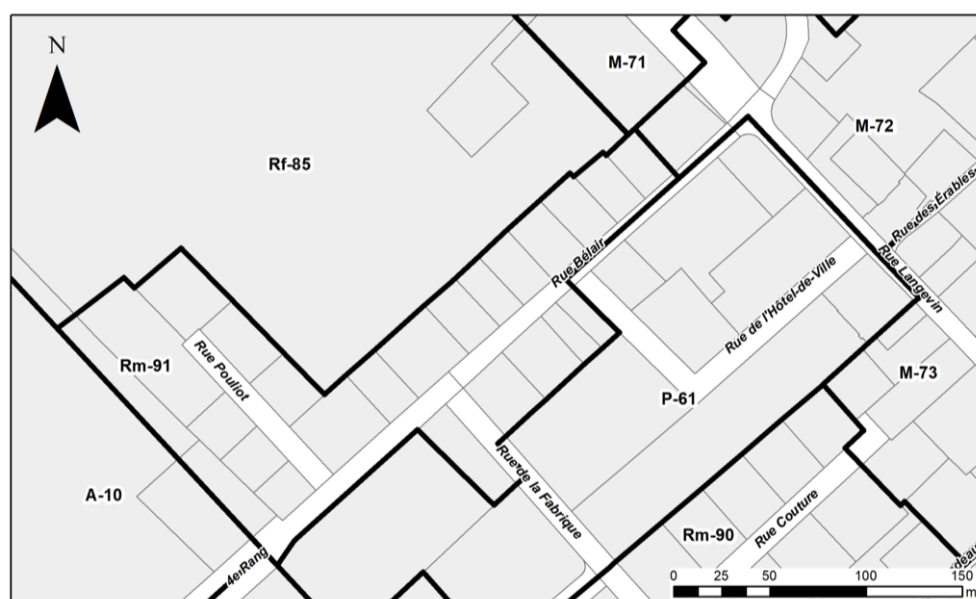 N
M-71
M-72
Rf-85
Rue des Érables
Rue Bélair
Rue Langevin
Rue de l'Hôtel-de-Ville
Rm-91
Rue Pouliot
M-73
P-61
A-10
Rue de la Fabrique
Rue Couture
Rm-90
4e Rang
0 25 50 100 150
m